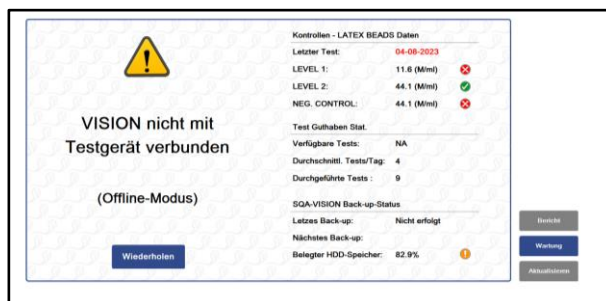 VISION nicht mit
Testgerät verbunden
(Offline-Modus)
Wiederholen
Kontrollen - LATEX BEADS Daten
Letzter Test: 04-08-2023
LEVEL 1: 11.6 (M/ml)
LEVEL 2: 44.1 (M/ml)
NEG. CONTROL: 44.1 (M/ml)
Test Guthaben Stat.
Verfügbare Tests: NA
Durchschnittl. Tests/Tag: 4
Durchgeführte Tests : 9
SQA-VISION Back-up-Status
Letzes Back-up: Nicht erfolgt
Nächstes Back-up:
Belegter HDD-Speicher: 82.9%
Bericht
Wartung
Aktualisieren